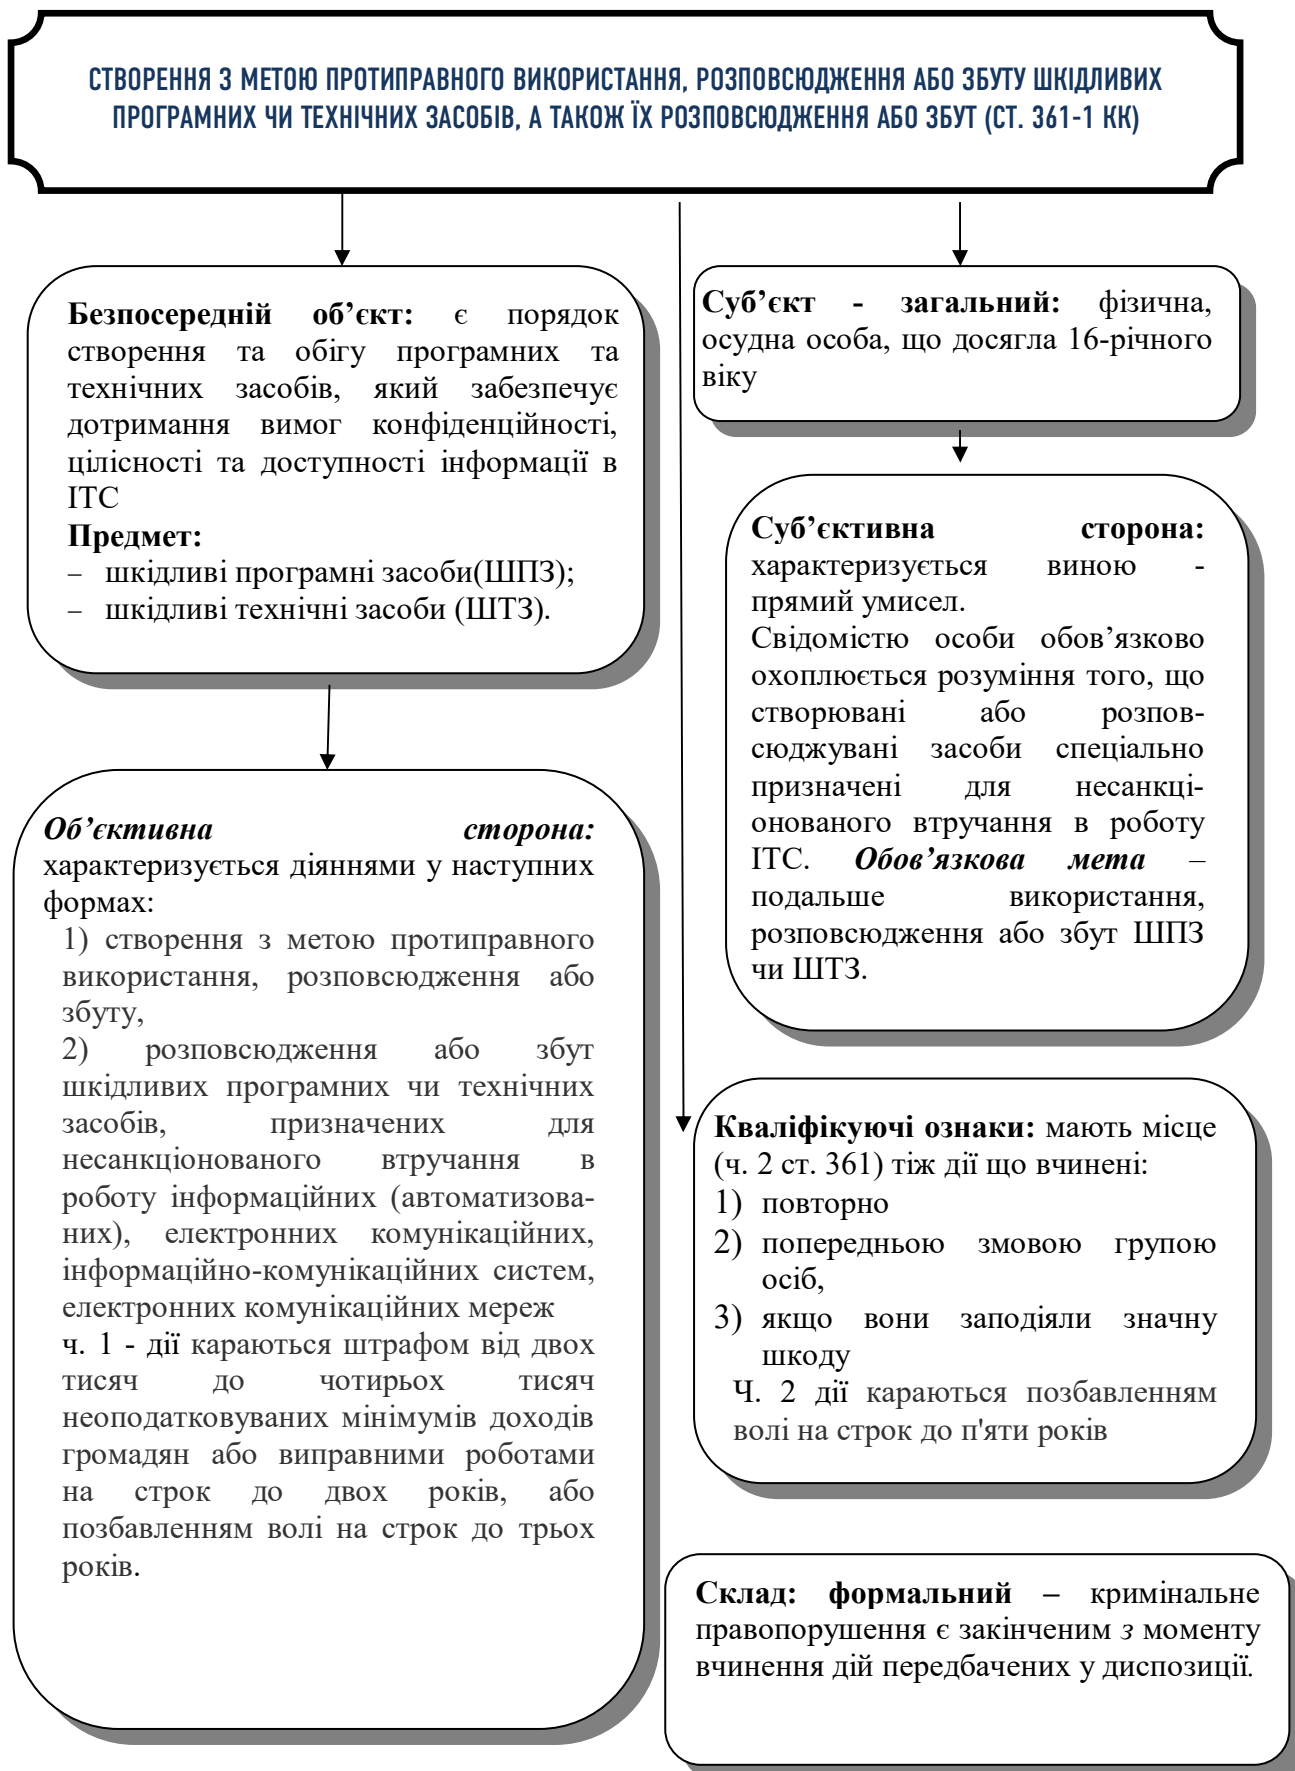 СТВОРЕННЯ З МЕТОЮ ПРОТИПРАВНОГО ВИКОРИСТАННЯ, РОЗПОВСЮДЖЕННЯ АБО ЗБУТУ ШКІДЛИВИХ
ПРОГРАМНИХ ЧИ ТЕХНІЧНИХ ЗАСОБІВ, А ТАКОЖ ЇХ РОЗПОВСЮДЖЕННЯ АБО ЗБУТ (СТ. 361-1 КК)
Безпосередній об’єкт: є порядок
створення та обігу програмних та
технічних засобів, який забезпечує
дотримання вимог конфіденційності,
цілісності та доступності інформації в
ІТС
Предмет:
– шкідливі програмні засоби(ШПЗ);
– шкідливі технічні засоби (ШТЗ).
Об’єктивна сторона:
характеризується діяннями у наступних
формах:
1) створення з метою протиправного
використання, розповсюдження або
збуту,
2) розповсюдження або збут
шкідливих програмних чи технічних
засобів, призначених для
несанкціонованого втручання в
роботу інформаційних (автоматизова-
них), електронних комунікаційних,
інформаційно-комунікаційних систем,
електронних комунікаційних мереж
ч. 1 - дії караються штрафом від двох
тисяч до чотирьох тисяч
неоподатковуваних мінімумів доходів
громадян або виправними роботами
на строк до двох років, або
позбавленням волі на строк до трьох
років.
Суб’єкт - загальний: фізична,
осудна особа, що досягла 16-річного
віку
Суб’єктивна сторона:
характеризується виною -
прямий умисел.
Свідомістю особи обов’язково
охоплюється розуміння того, що
створювані або розпов-
сюджувані засоби спеціально
призначені для несанкці-
онованого втручання в роботу
ІТС. Обов’язкова мета –
подальше використання,
розповсюдження або збут ШПЗ
чи ШТЗ.
Кваліфікуючі ознаки: мають місце
(ч. 2 ст. 361) тіж дії що вчинені:
1) повторно
2) попередньою змовою групою
осіб,
3) якщо вони заподіяли значну
шкоду
Ч. 2 дії караються позбавленням
волі на строк до п'яти років
Склад: формальний – кримінальне
правопорушення є закінченим з моменту
вчинення дій передбачених у диспозиції.